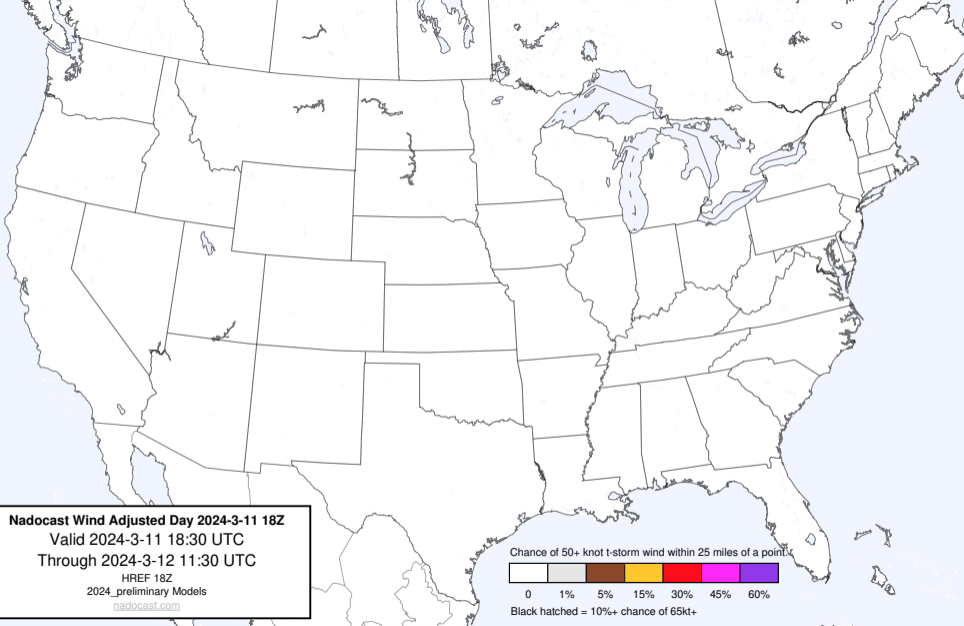 Nadocast Wind Adjusted Day 2024-3-11 18Z
Valid 2024-3-11 18:30 UTC
Through 2024-3-12 11:30 UTC
HREF 18Z
2024_preliminary Models
nadocast.com
Chance of 50+ knot t-storm wind within 25 miles of a point.
0 1% 5% 15% 30% 45% 60%
Black hatched = 10%+ chance of 65kt+